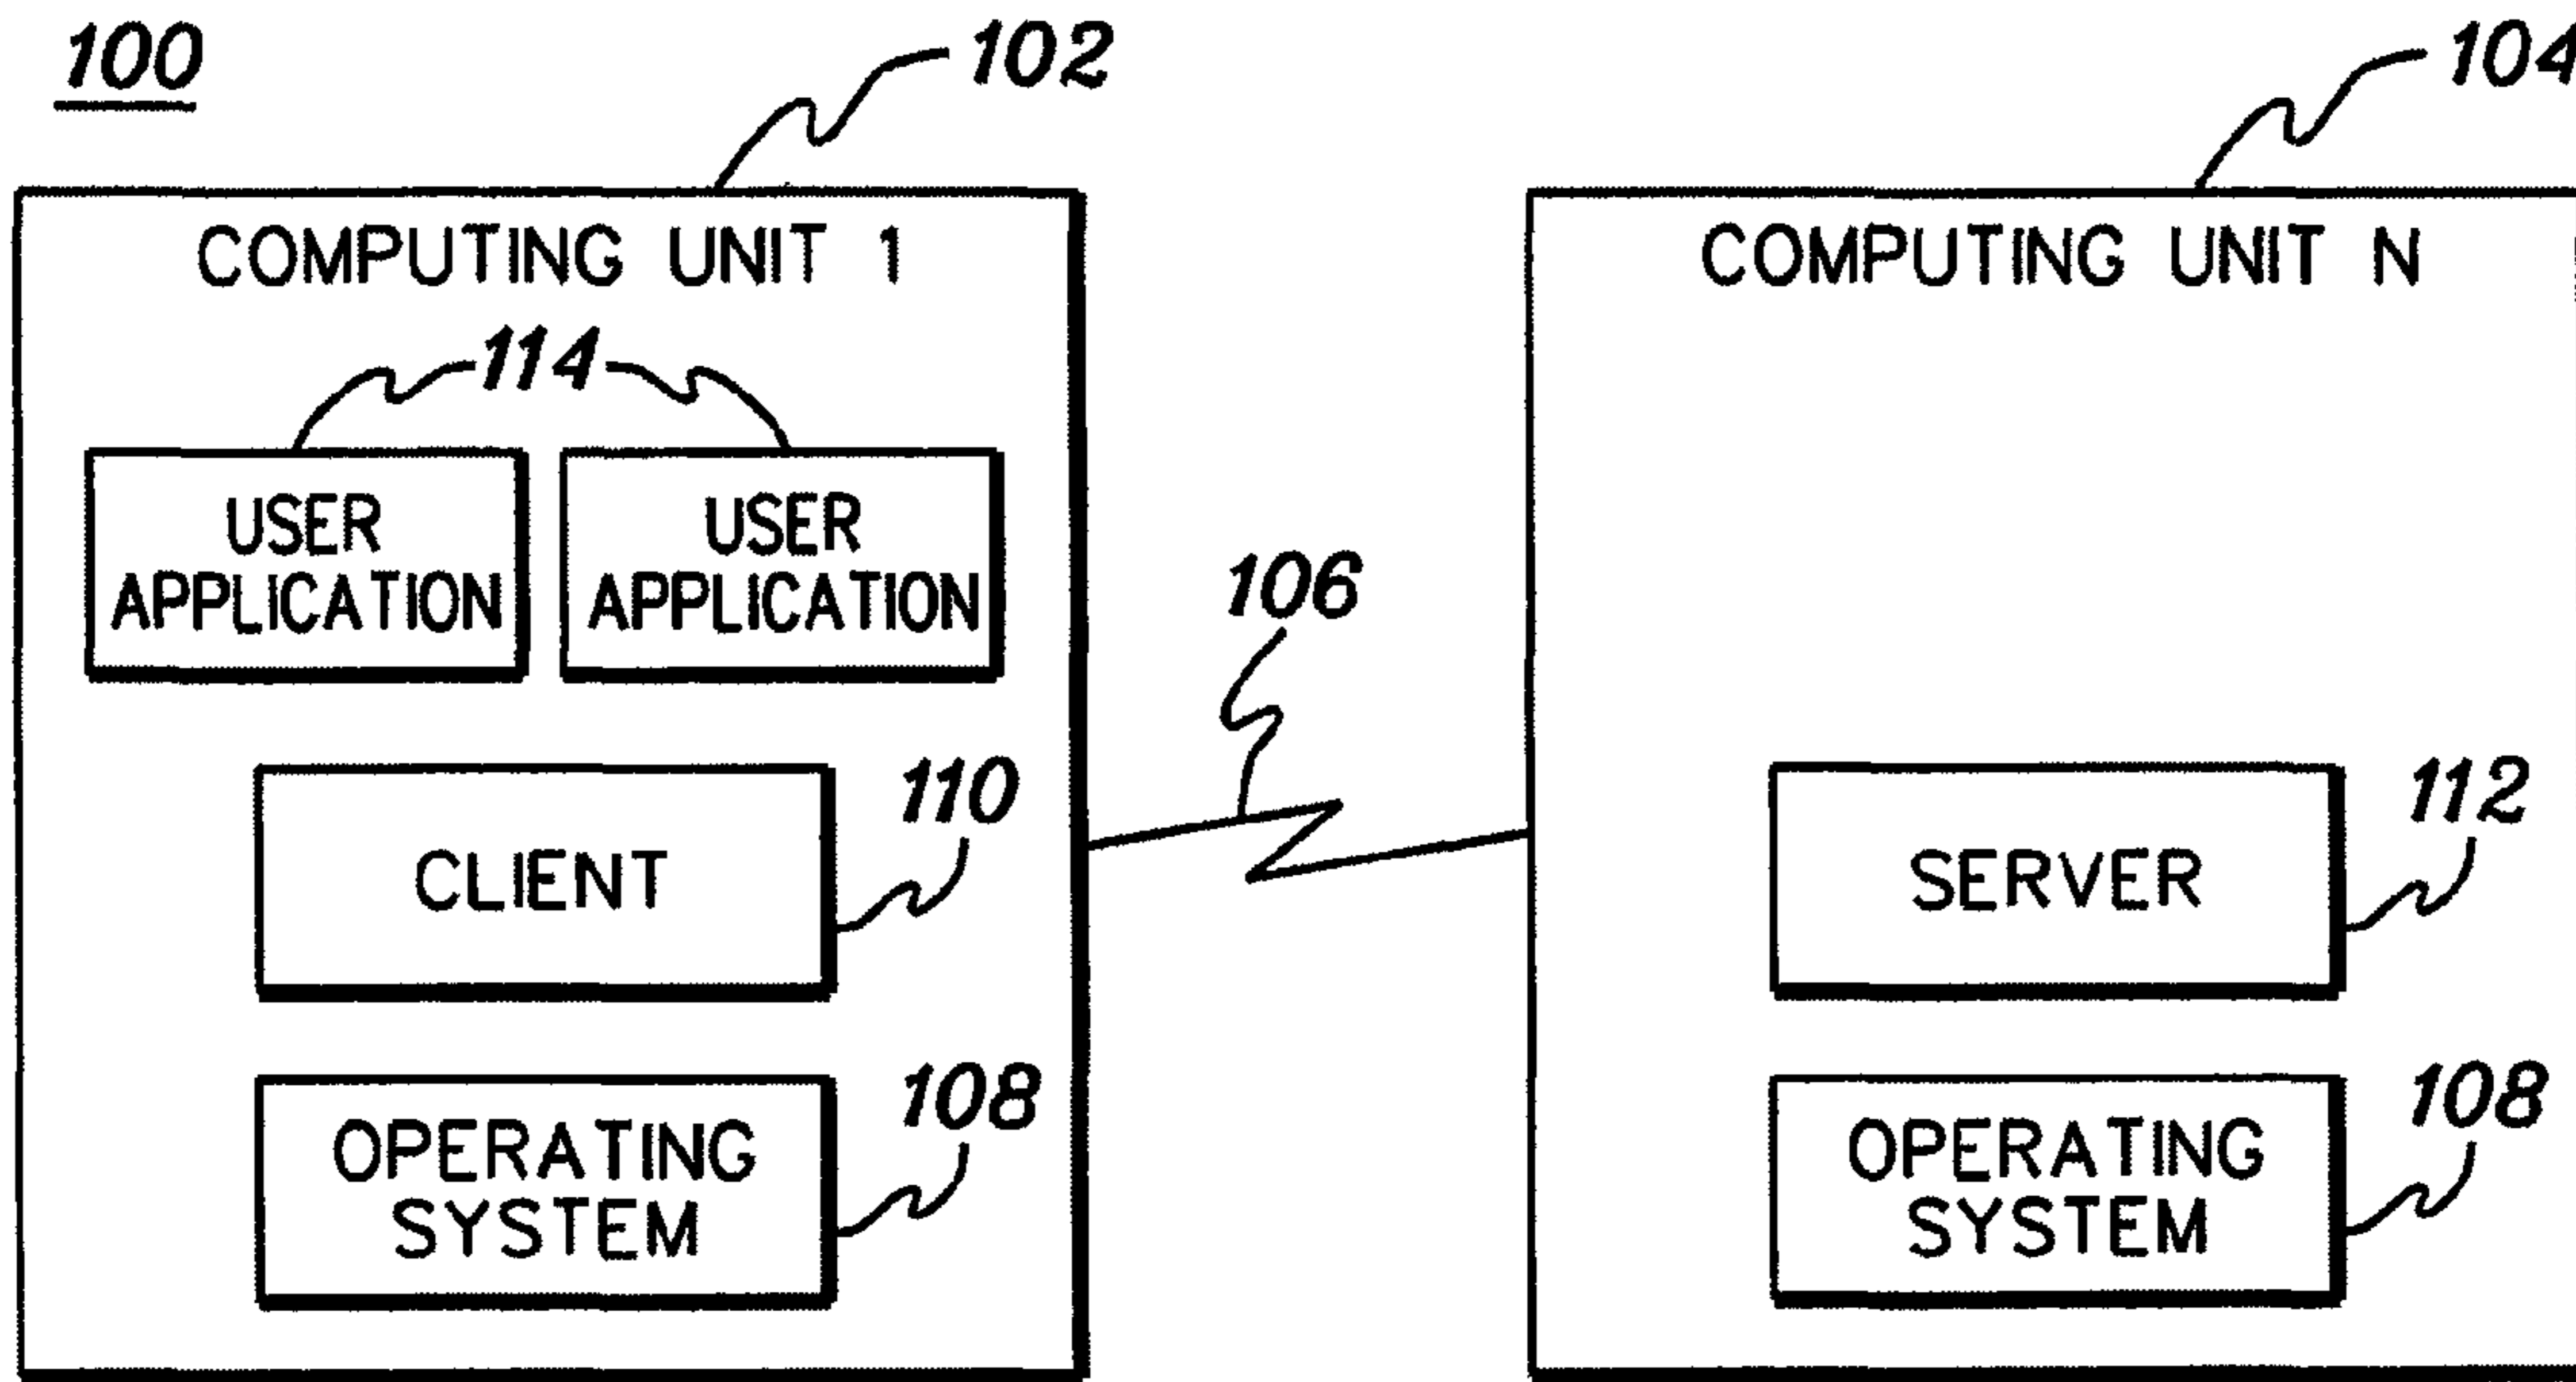 100
102
104
COMPUTING UNIT 1
COMPUTING UNIT N
114
USER
APPLICATION
USER
APPLICATION
106
110
CLIENT
112
SERVER
108
OPERATING
SYSTEM
108
OPERATING
SYSTEM